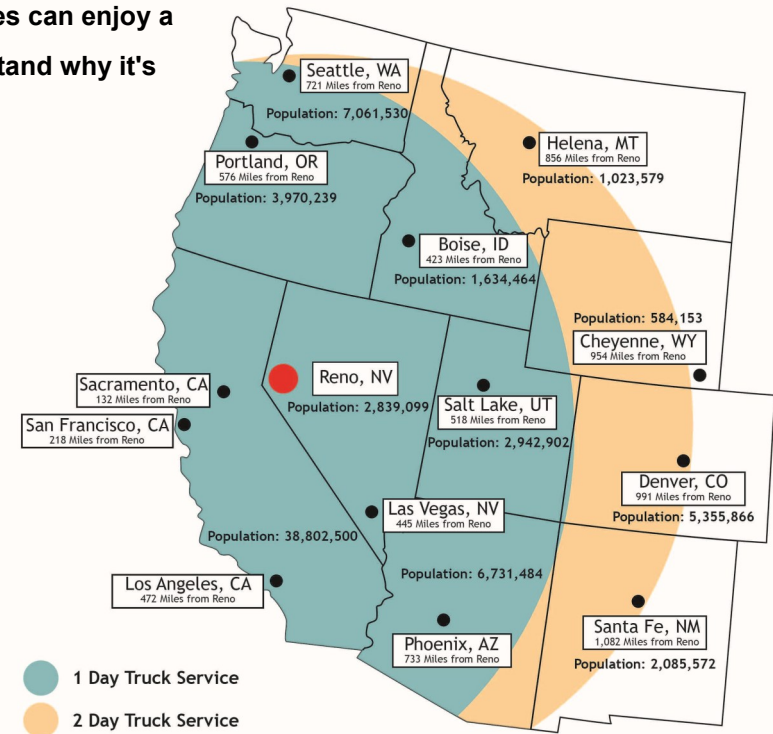 es can enjoy a
tand why it's
Seattle, WA
721 Miles from Reno
Population: 7,061,530
Portland, OR
576 Miles from Reno
Population: 3,970,239
Helena, MT
856 Miles from Reno
Population: 1,023,579
Boise, ID
423 Miles from Reno
Population: 1,634,464
Population: 584,153
Cheyenne, WY
954 Miles from Reno
Sacramento, CA
132 Miles from Reno
San Francisco, CA
218 Miles from Reno
Reno, NV
Population: 2,839,099
Salt Lake, UT
518 Miles from Reno
Population: 2,942,902
Denver, CO
991 Miles from Reno
Population: 5,355,866
Las Vegas, NV
445 Miles from Reno
Population: 38,802,500
Los Angeles, CA
472 Miles from Reno
Population: 6,731,484
Phoenix, AZ
733 Miles from Reno
Santa Fe, NM
1,082 Miles from Reno
Population: 2,085,572
1 Day Truck Service
2 Day Truck Service